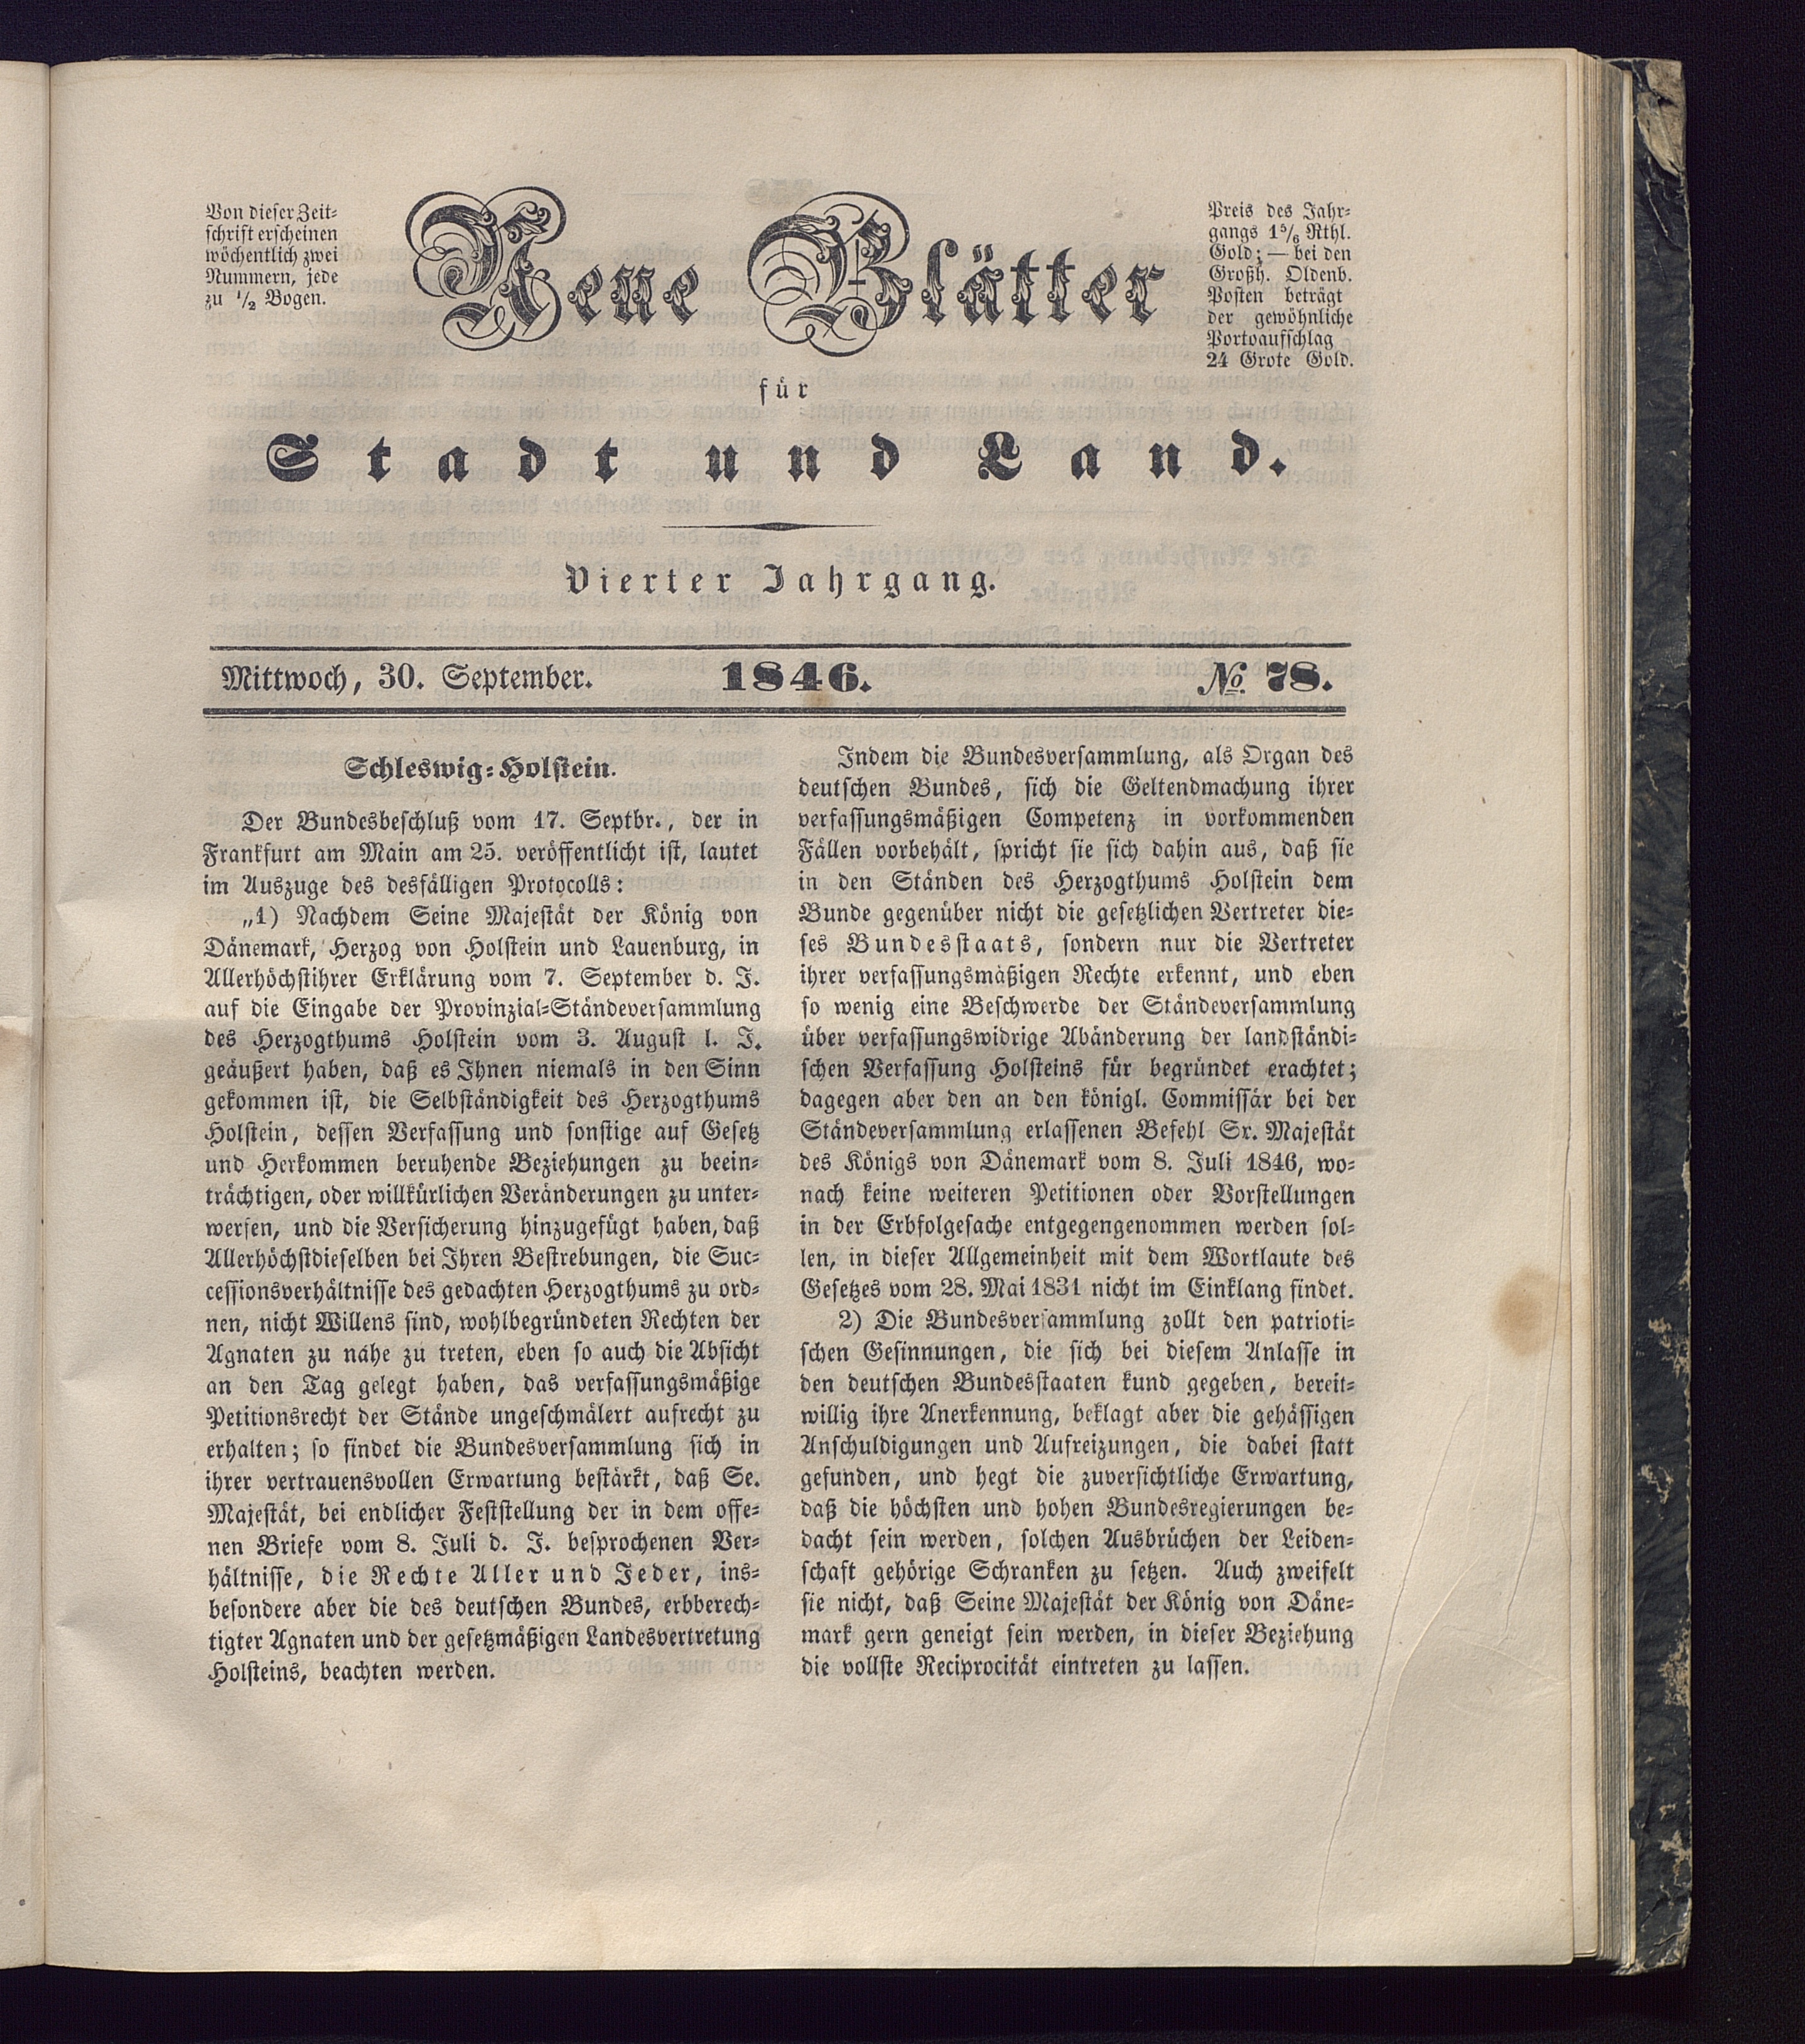 Von dieser Zeit-
schrift erscheinen
wöchentlich zwei
Nummern, jede
zu 1/2 Bogen.
Neue Blätter
für
Stadt und Land.
Preis des Jahr-
gangs 1 5/6 Rthl.
Gold; — bei den
Großh. Oldenb.
Posten beträgt
der gewöhnliche
Portoaufschlag
24 Grote Gold.
Vierter Jahrgang.
Mittwoch, 30. September. 1846. No. 78.
Schleswig-Holstein.
Der Bundesbeschluß vom 17. Septbr., der in
Frankfurt am Main am 25. veröffentlicht ist, lautet
im Auszuge des desfälligen Protocolls:
„1) Nachdem Seine Majestät der König von
Dänemark, Herzog von Holstein und Lauenburg, in
Allerhöchstihrer Erklärung vom 7. September d. J.
auf die Eingabe der Provinzial-Ständeversammlung
des Herzogthums Holstein vom 3. August l. J.
geäußert haben, daß es Ihnen niemals in den Sinn
gekommen ist, die Selbständigkeit des Herzogthums
Holstein, dessen Verfassung und sonstige auf Gesetz
und Herkommen beruhende Beziehungen zu beein-
trächtigen, oder willkürlichen Veränderungen zu unter-
werfen, und die Versicherung hinzugefügt haben, daß
Allerhöchstdieselben bei Ihren Bestrebungen, die Suc-
cessionsverhältnisse des gedachten Herzogthums zu ord-
nen, nicht Willens sind, wohlbegründeten Rechten der
Agnaten zu nahe zu treten, eben so auch die Absicht
an den Tag gelegt haben, das verfassungsmäßige
Petitionsrecht der Stände ungeschmälert aufrecht zu
erhalten; so findet die Bundesversammlung sich in
ihrer vertrauensvollen Erwartung bestärkt, daß Se.
Majestät, bei endlicher Feststellung der in dem offe-
nen Briefe vom 8. Juli d. J. besprochenen Ver-
hältnisse, die Rechte Aller und Jeder, ins-
besondere aber die des deutschen Bundes, erbberech-
tigter Agnaten und der gesetzmäßigen Landesvertretung
Holsteins, beachten werden.
Indem die Bundesversammlung, als Organ des
deutschen Bundes, sich die Geltendmachung ihrer
verfassungsmäßigen Competenz in vorkommenden
Fällen vorbehält, spricht sie sich dahin aus, daß sie
in den Ständen des Herzogthums Holstein dem
Bunde gegenüber nicht die gesetzlichen Vertreter die-
ses Bundesstaats, sondern nur die Vertreter
ihrer verfassungsmäßigen Rechte erkennt, und eben
so wenig eine Beschwerde der Ständeversammlung
über verfassungswidrige Abänderung der landständi-
schen Verfassung Holsteins für begründet erachtet;
dagegen aber den an den königl. Commissär bei der
Ständeversammlung erlassenen Befehl Sr. Majestät
des Königs von Dänemark vom 8. Juli 1846, wo-
nach keine weiteren Petitionen oder Vorstellungen
in der Erbfolgesache entgegengenommen werden sol-
len, in dieser Allgemeinheit mit dem Wortlaute des
Gesetzes vom 28. Mai 1831 nicht im Einklang findet.
2) Die Bundesversammlung zollt den patrioti-
schen Gesinnungen, die sich bei diesem Anlasse in
den deutschen Bundesstaaten kund gegeben, bereit-
willig ihre Anerkennung, beklagt aber die gehässigen
Anschuldigungen und Aufreizungen, die dabei statt
gefunden, und hegt die zuversichtliche Erwartung,
daß die höchsten und hohen Bundesregierungen be-
dacht sein werden, solchen Ausbrüchen der Leiden-
schaft gehörige Schranken zu setzen. Auch zweifelt
sie nicht, daß Seine Majestät der König von Däne-
mark gern geneigt sein werden, in dieser Beziehung
die vollste Reciprocität eintreten zu lassen.